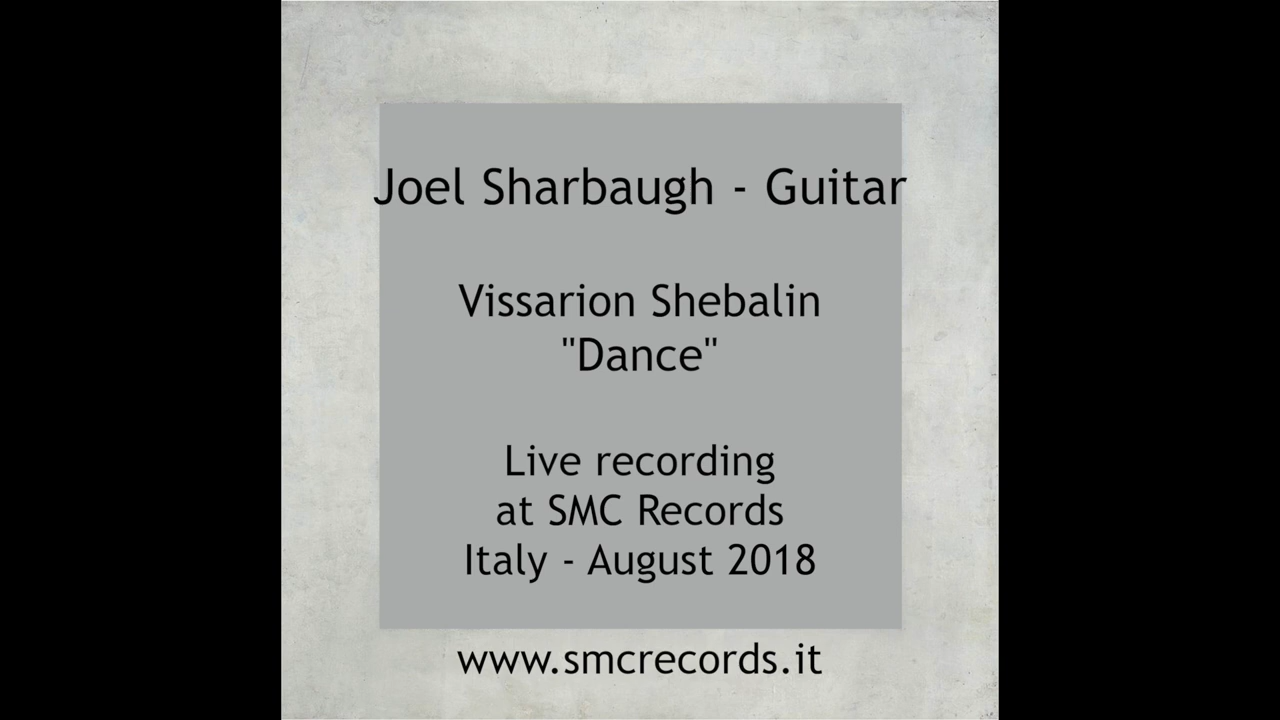 Joel Sharbaugh - Guitar
Vissarion Shebalin
"Dance"
Live recording
at SMC Records
Italy - August 2018
www.smcrecords.it